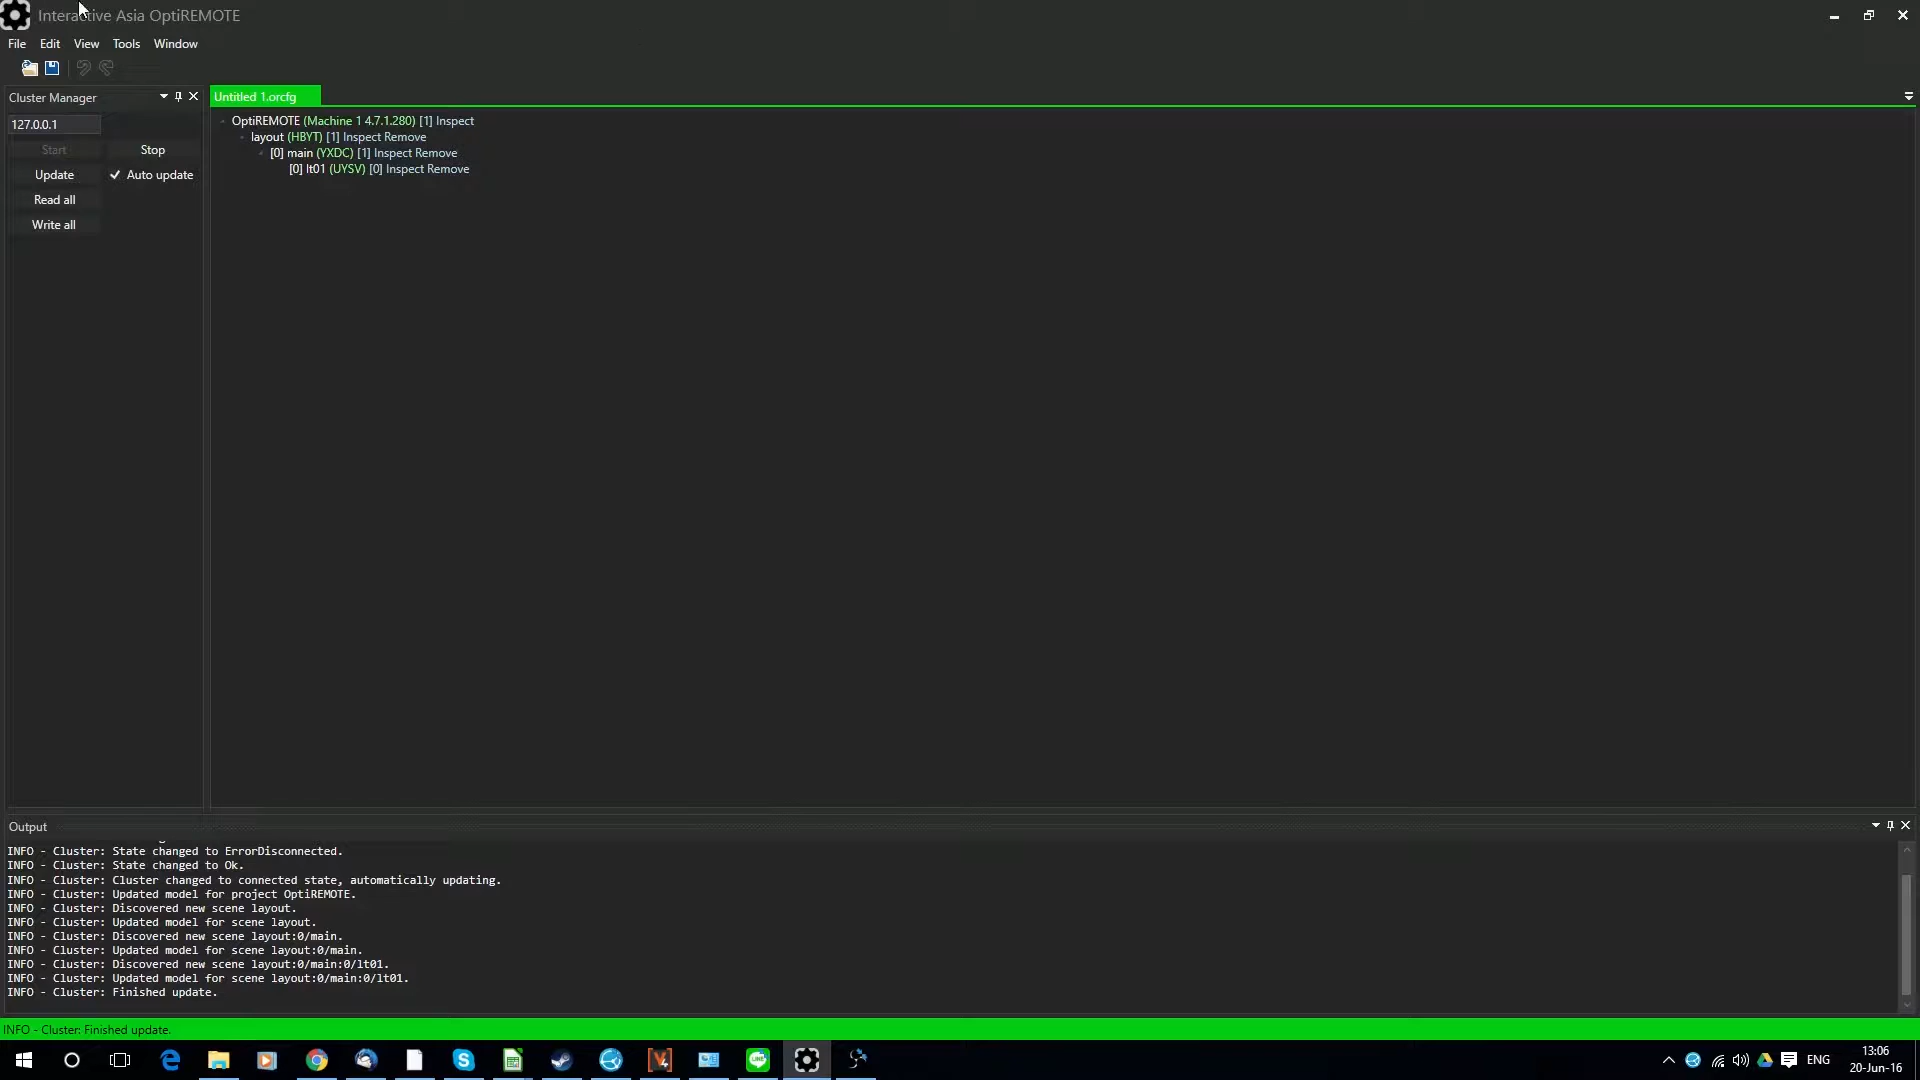 Interactive Asia OptiREMOTE
File Edit View Tools Window
Cluster Manager
Untitled 1.orcfg
127.0.0.1
Start Stop
Update Auto update
Read all
Write all
OptiREMOTE (Machine 1 4.7.1.280) [1] Inspect
layout (HBYT) [1] Inspect Remove
[0] main (YXDC) [1] Inspect Remove
[0] lt01 (UYSV) [0] Inspect Remove
Output
INFO - Cluster: State changed to ErrorDisconnected.
INFO - Cluster: State changed to Ok.
INFO - Cluster: Cluster changed to connected state, automatically updating.
INFO - Cluster: Updated model for project OptiREMOTE.
INFO - Cluster: Discovered new scene layout.
INFO - Cluster: Updated model for scene layout.
INFO - Cluster: Discovered new scene layout:0/main.
INFO - Cluster: Updated model for scene layout:0/main.
INFO - Cluster: Discovered new scene layout:0/main:0/lt01.
INFO - Cluster: Updated model for scene layout:0/main:0/lt01.
INFO - Cluster: Finished update.
INFO - Cluster: Finished update.
LINE
ENG
13:06
20-Jun-16